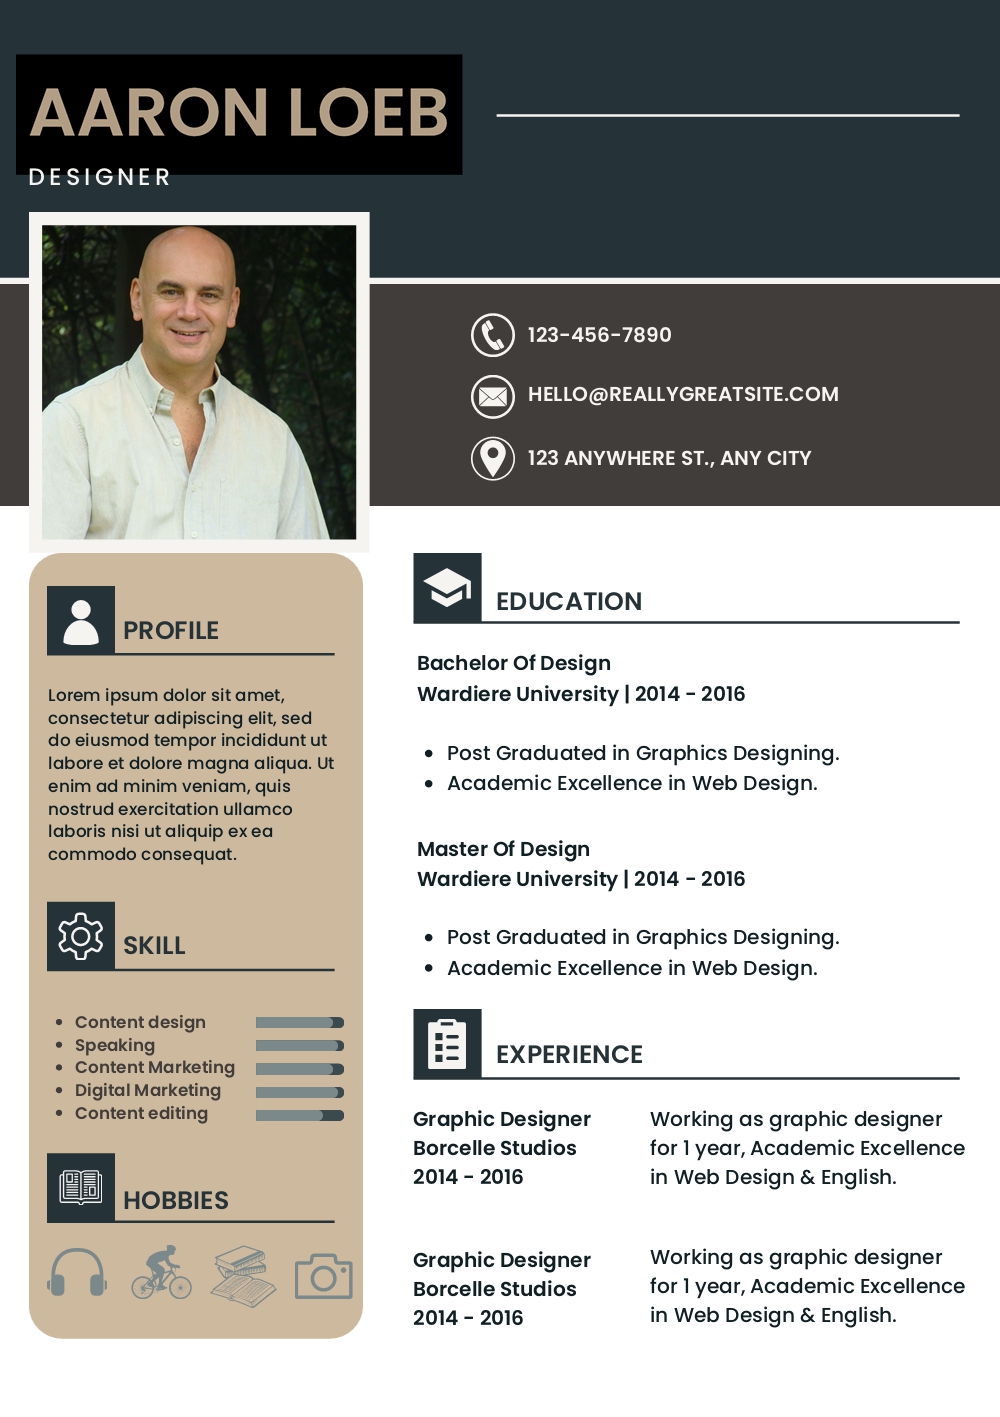 AARON LOEB
DESIGNER
123-456-7890
HELLO@REALLYGREATSITE.COM
123 ANYWHERE ST., ANY CITY
PROFILE
Lorem ipsum dolor sit amet,
consectetur adipiscing elit, sed
do eiusmod tempor incididunt ut
labore et dolore magna aliqua. Ut
enim ad minim veniam, quis
nostrud exercitation ullamco
laboris nisi ut aliquip ex ea
commodo consequat.
SKILL
Content design
Speaking
Content Marketing
Digital Marketing
Content editing
HOBBIES
EDUCATION
Bachelor Of Design
Wardiere University | 2014 - 2016
Post Graduated in Graphics Designing.
Academic Excellence in Web Design.
Master Of Design
Wardiere University | 2014 - 2016
Post Graduated in Graphics Designing.
Academic Excellence in Web Design.
EXPERIENCE
Graphic Designer
Borcelle Studios
2014 - 2016
Working as graphic designer
for 1 year, Academic Excellence
in Web Design & English.
Graphic Designer
Borcelle Studios
2014 - 2016
Working as graphic designer
for 1 year, Academic Excellence
in Web Design & English.